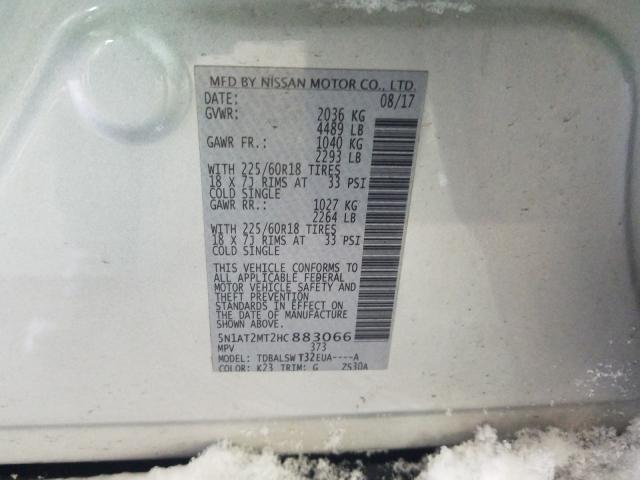 MFD BY NISSAN MOTOR CO., LTD.
DATE: 08/17
GVWR: 2036 KG
4489 LB
GAWR FR.: 1040 KG
2293 LB
WITH 225/60R18 TIRES
18 X 7J RIMS AT 33 PSI
COLD SINGLE
GAWR RR.: 1027 KG
2264 LB
WITH 225/60R18 TIRES
18 X 7J RIMS AT 33 PSI
COLD SINGLE
THIS VEHICLE CONFORMS TO
ALL APPLICABLE FEDERAL
MOTOR VEHICLE SAFETY AND
THEFT PREVENTION
STANDARDS IN EFFECT ON
THE DATE OF MANUFACTURE
SHOWN ABOVE.
5N1AT2MT2HC883066
MPV 373
MODEL: TDBALSW T32EUA----A
COLOR: K23 TRIM: G 2S30A